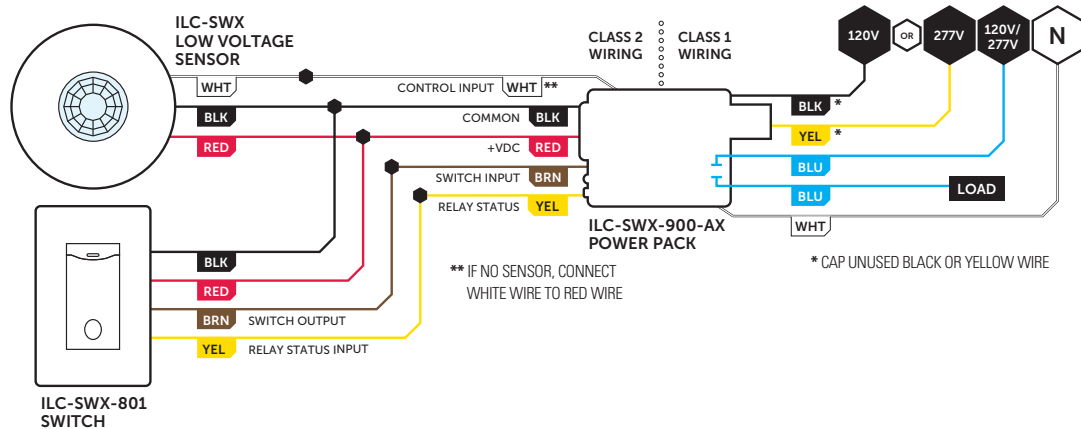 ILC-SWX
LOW VOLTAGE
SENSOR
CLASS 2
WIRING
CLASS 1
WIRING
120V
OR
277V
120V/
277V
N
WHT
CONTROL INPUT WHT **
BLK
COMMON BLK
RED
+VDC RED
SWITCH INPUT BRN
RELAY STATUS YEL
BLK *
YEL *
BLU
BLU
LOAD
WHT
ILC-SWX-900-AX
POWER PACK
* CAP UNUSED BLACK OR YELLOW WIRE
** IF NO SENSOR, CONNECT
WHITE WIRE TO RED WIRE
BLK
RED
BRN SWITCH OUTPUT
YEL RELAY STATUS INPUT
ILC-SWX-801
SWITCH